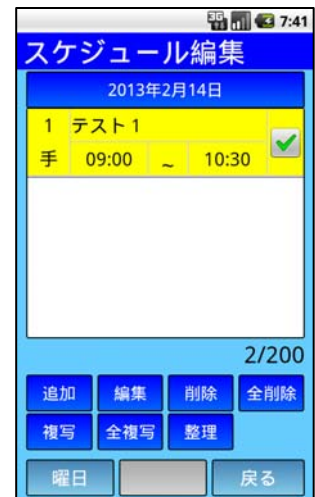 3G 7:41
スケジュール編集
2013年2月14日
1 テスト1
手 09:00 ~ 10:30
2/200
追加 編集 削除 全削除
複写 全複写 整理
曜日 戻る